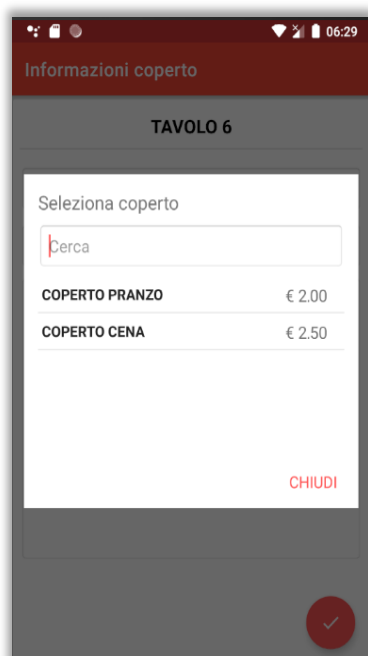 06:29
Informazioni coperto
TAVOLO 6
Seleziona coperto
Cerca
COPERTO PRANZO € 2.00
COPERTO CENA € 2.50
CHIUDI